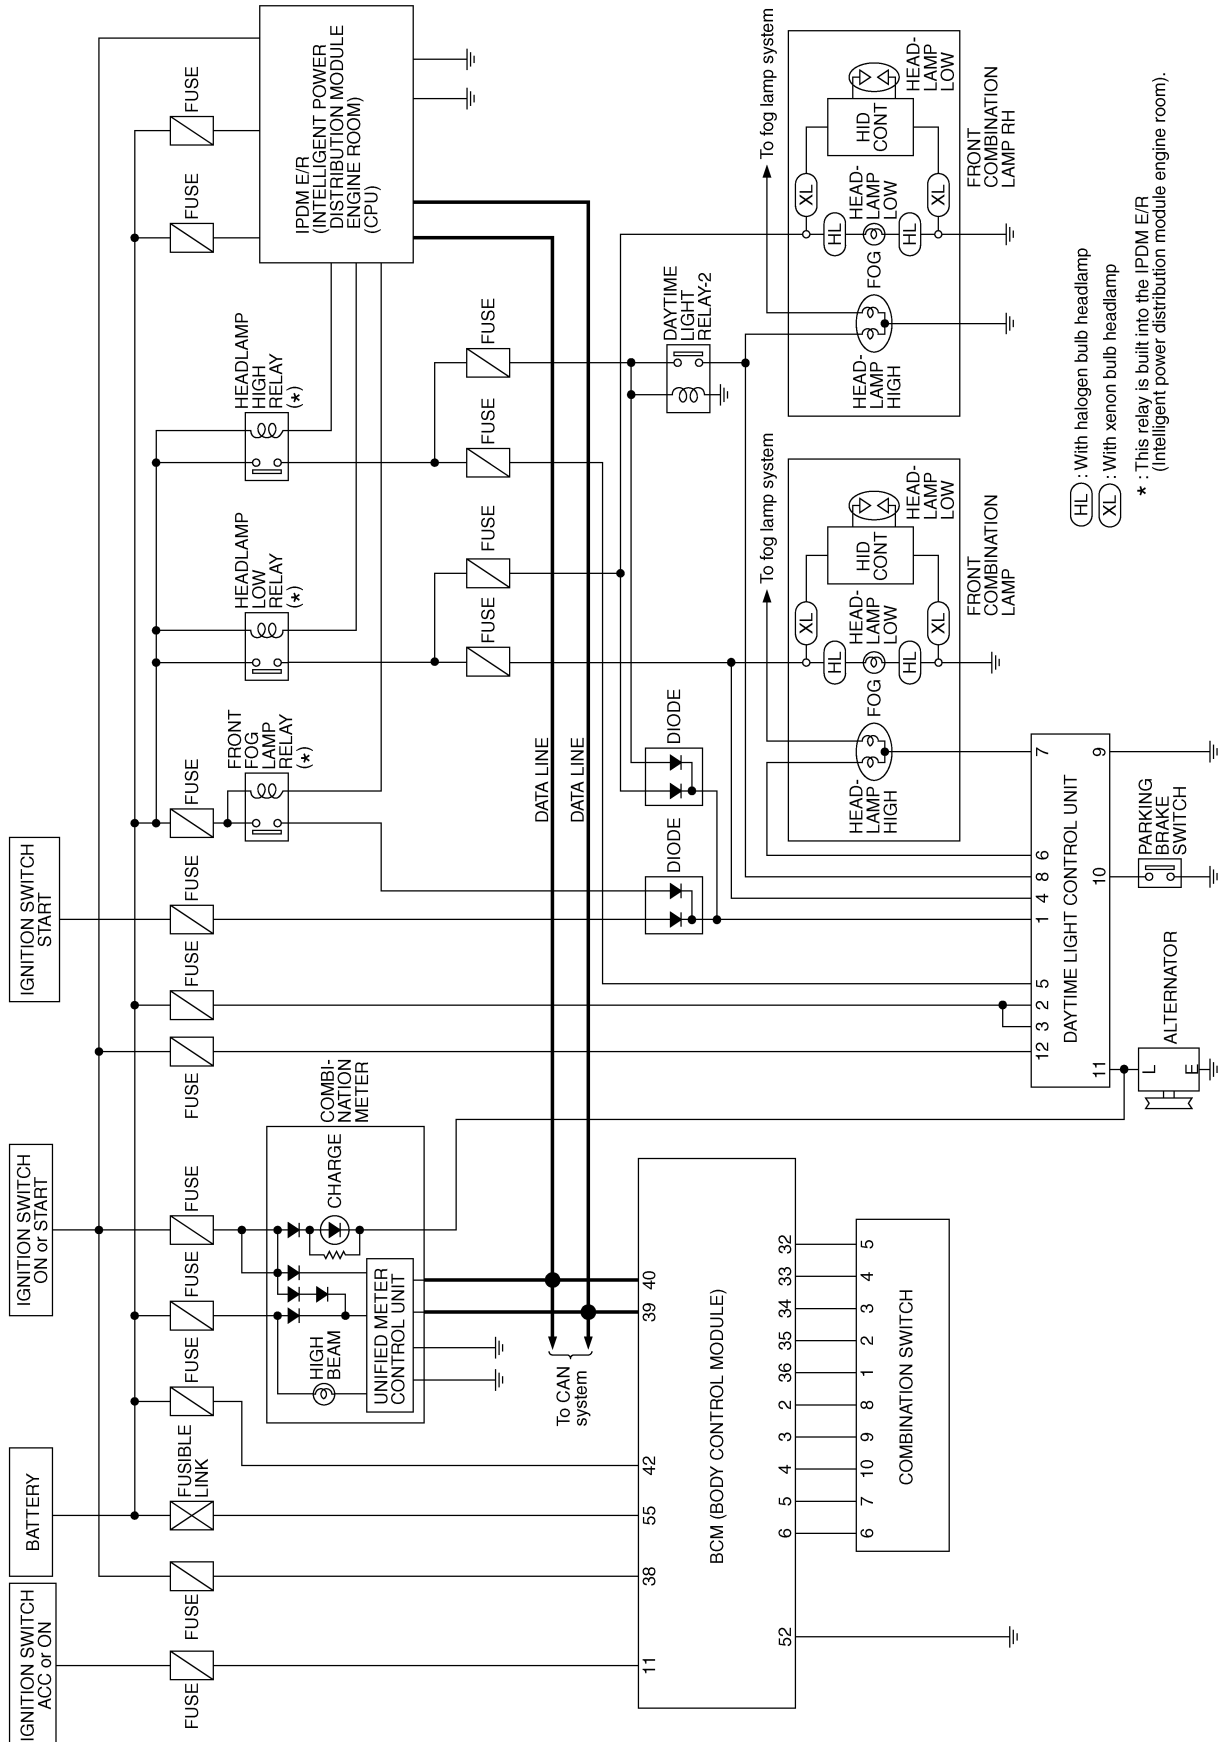 IGNITION SWITCH
ACC or ON
BATTERY
IGNITION SWITCH
ON or START
IGNITION SWITCH
START
FUSE
FUSE
FUSIBLE
LINK
FUSE
FUSE
FUSE
FUSE
FUSE
FUSE
FUSE
FUSE
FUSE
FRONT
FOG
LAMP
RELAY
(*)
HEADLAMP
LOW
RELAY
(*)
HEADLAMP
HIGH
RELAY
(*)
IPDM E/R
(INTELLIGENT POWER
DISTRIBUTION MODULE
ENGINE ROOM)
(CPU)
COMBI-
NATION
METER
CHARGE
HIGH
BEAM
UNIFIED METER
CONTROL UNIT
FUSE
FUSE
FUSE
FUSE
DATA LINE
DATA LINE
To CAN
system
DIODE
DIODE
DAYTIME
LIGHT
RELAY-2
11
38
55
42
39
40
BCM (BODY CONTROL MODULE)
52
6
5
4
3
2
36
35
34
33
32
6
7
10
9
8
1
2
3
4
5
COMBINATION SWITCH
To fog lamp system
HEAD-
LAMP
HIGH
FOG
HEAD-
LAMP
LOW
HL
HL
XL
XL
HID
CONT
HEAD-
LAMP
LOW
FRONT
COMBINATION
LAMP
To fog lamp system
HEAD-
LAMP
HIGH
FOG
HEAD-
LAMP
LOW
HL
HL
XL
XL
HID
CONT
HEAD-
LAMP
LOW
FRONT
COMBINATION
LAMP RH
12
3
2
5
1
4
8
6
7
DAYTIME LIGHT CONTROL UNIT
11
10
9
L
E
ALTERNATOR
PARKING
BRAKE
SWITCH
HL : With halogen bulb headlamp
XL : With xenon bulb headlamp
* : This relay is built into the IPDM E/R
(Intelligent power distribution module engine room).